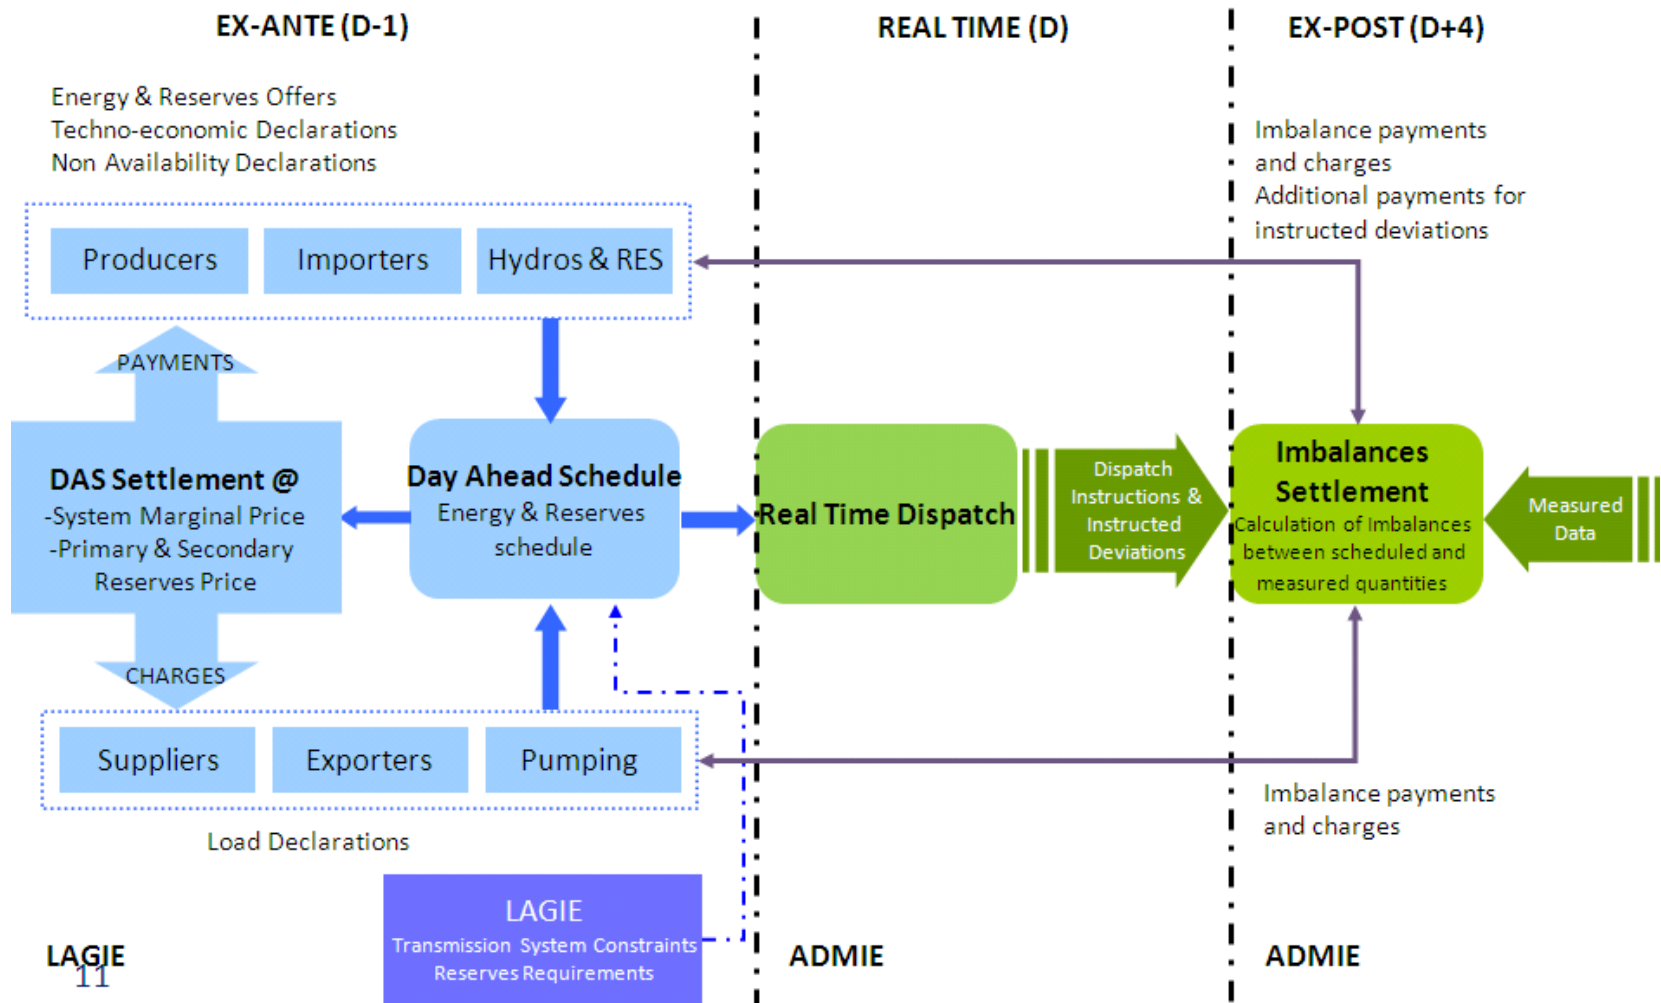 EX-ANTE (D-1)
REAL TIME (D)
EX-POST (D+4)
Energy & Reserves Offers
Techno-economic Declarations
Non Availability Declarations
Imbalance payments
and charges
Additional payments for
instructed deviations
Producers
Importers
Hydros & RES
PAYMENTS
DAS Settlement @
-System Marginal Price
-Primary & Secondary
Reserves Price
Day Ahead Schedule
Energy & Reserves
schedule
Real Time Dispatch
Dispatch
Instructions &
Instructed
Deviations
Imbalances
Settlement
Calculation of Imbalances
between scheduled and
measured quantities
Measured
Data
CHARGES
Suppliers
Exporters
Pumping
Load Declarations
Imbalance payments
and charges
LAGIE
Transmission System Constraints
Reserves Requirements
LAGIE
11
ADMIE
ADMIE